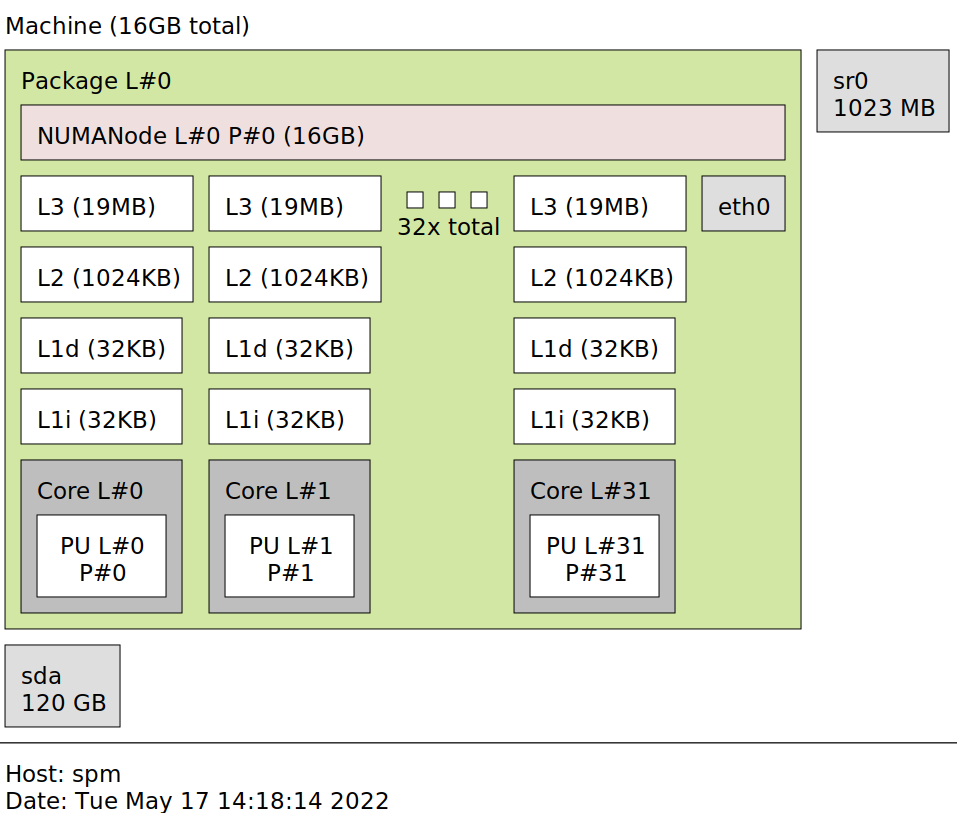 Machine (16GB total)
Package L#0
sr0
1023 MB
NUMANode L#0 P#0 (16GB)
L3 (19MB)
L3 (19MB)
32x total
L3 (19MB)
eth0
L2 (1024KB)
L2 (1024KB)
L2 (1024KB)
L1d (32KB)
L1d (32KB)
L1d (32KB)
L1i (32KB)
L1i (32KB)
L1i (32KB)
Core L#0
Core L#1
Core L#31
PU L#0
P#0
PU L#1
P#1
PU L#31
P#31
sda
120 GB
Host: spm
Date: Tue May 17 14:18:14 2022